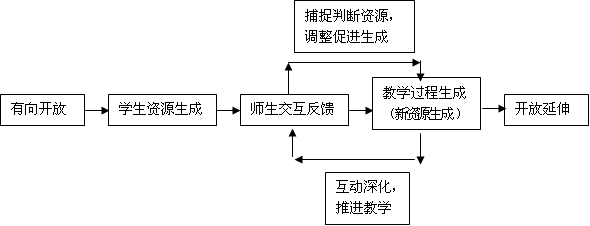 捕捉判断资源，
调整促进生成
有向开放
学生资源生成
师生交互反馈
教学过程生成
（新资源生成）
开放延伸
互动深化，
推进教学